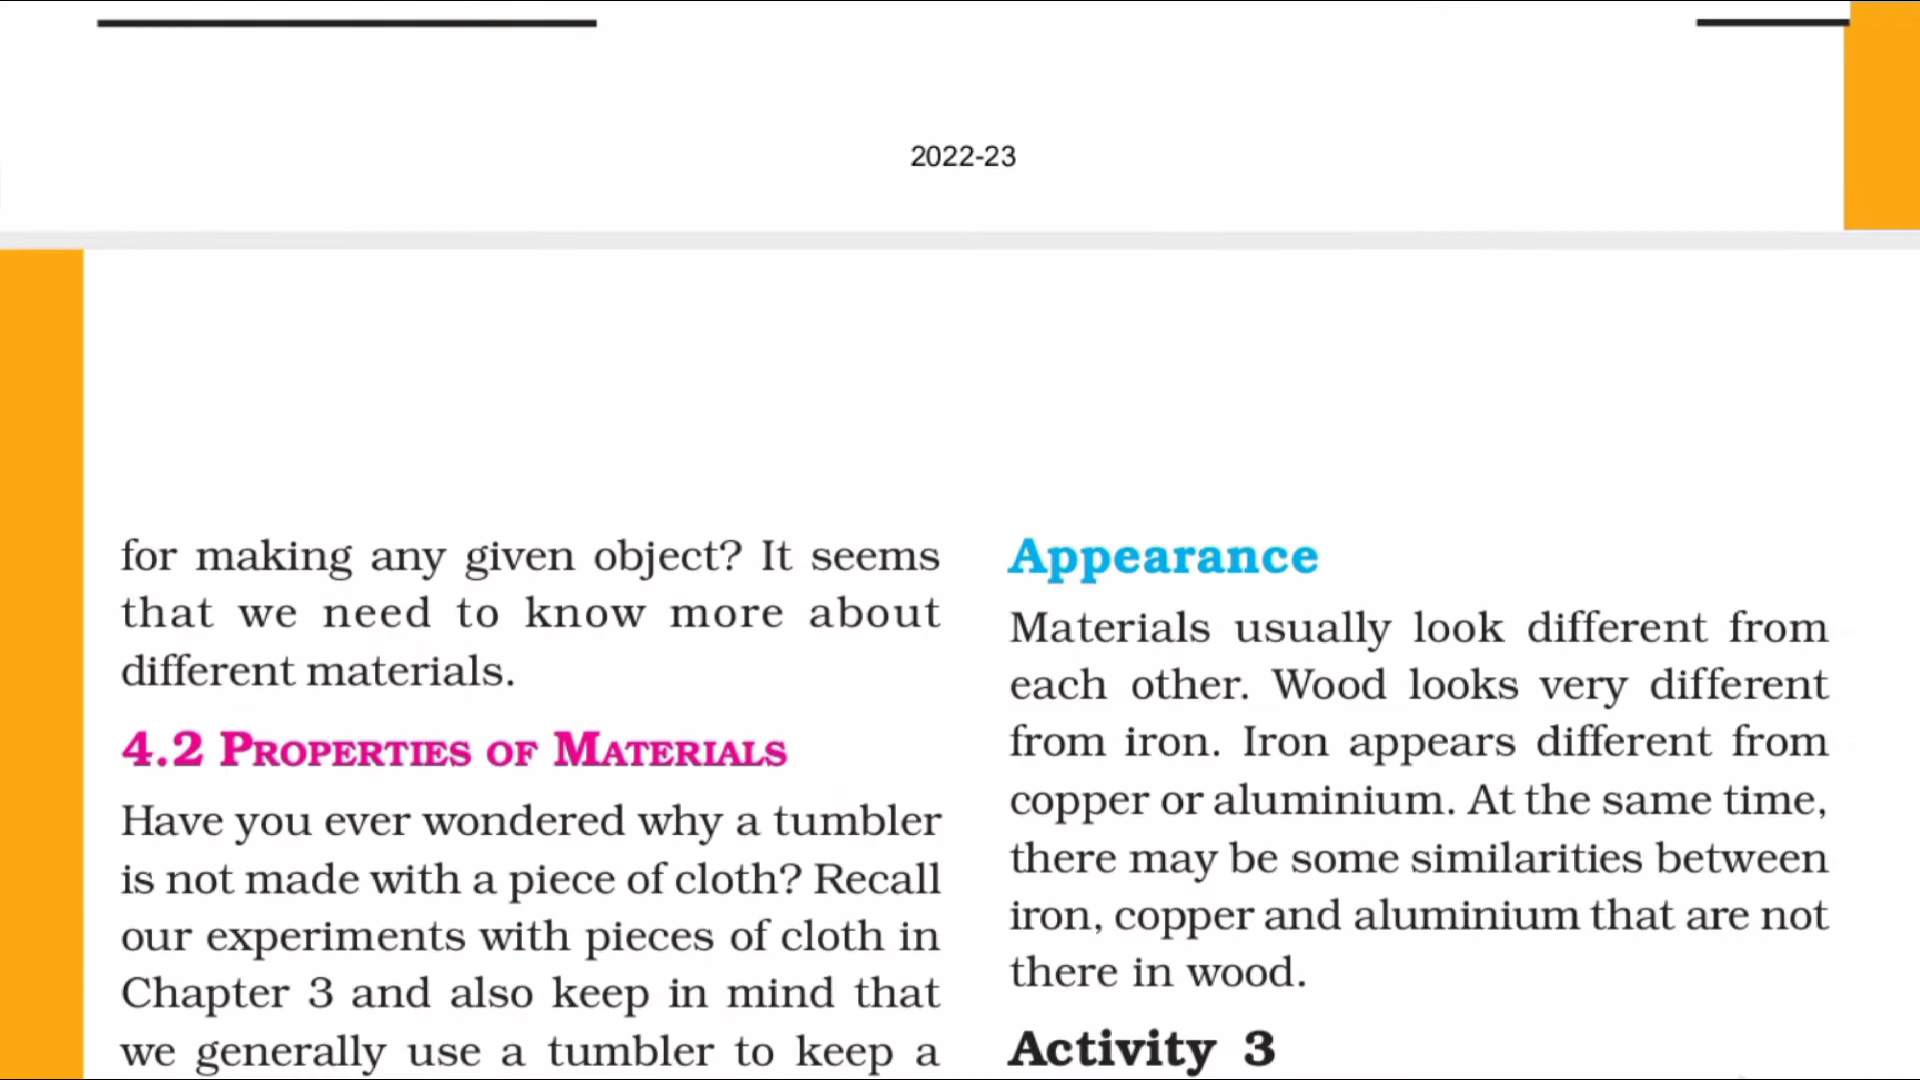 2022-23
for making any given object? It seems
that we need to know more about
different materials.
4.2 PROPERTIES OF MATERIALS
Have you ever wondered why a tumbler
is not made with a piece of cloth? Recall
our experiments with pieces of cloth in
Chapter 3 and also keep in mind that
we generally use a tumbler to keep a
Appearance
Materials usually look different from
each other. Wood looks very different
from iron. Iron appears different from
copper or aluminium. At the same time,
there may be some similarities between
iron, copper and aluminium that are not
there in wood.
Activity 3